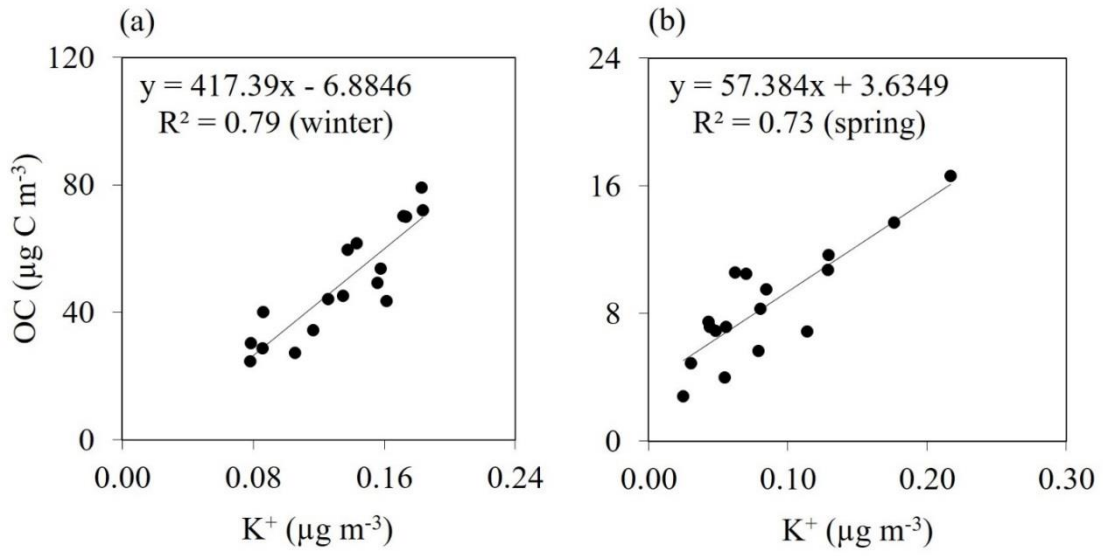 (a)
120
y = 417.39x - 6.8846
R² = 0.79 (winter)
80
OC (µg C m⁻³)
40
0
0.00 0.08 0.16 0.24
K⁺ (µg m⁻³)
(b)
24
y = 57.384x + 3.6349
R² = 0.73 (spring)
16
8
0
0.00 0.10 0.20 0.30
K⁺ (µg m⁻³)